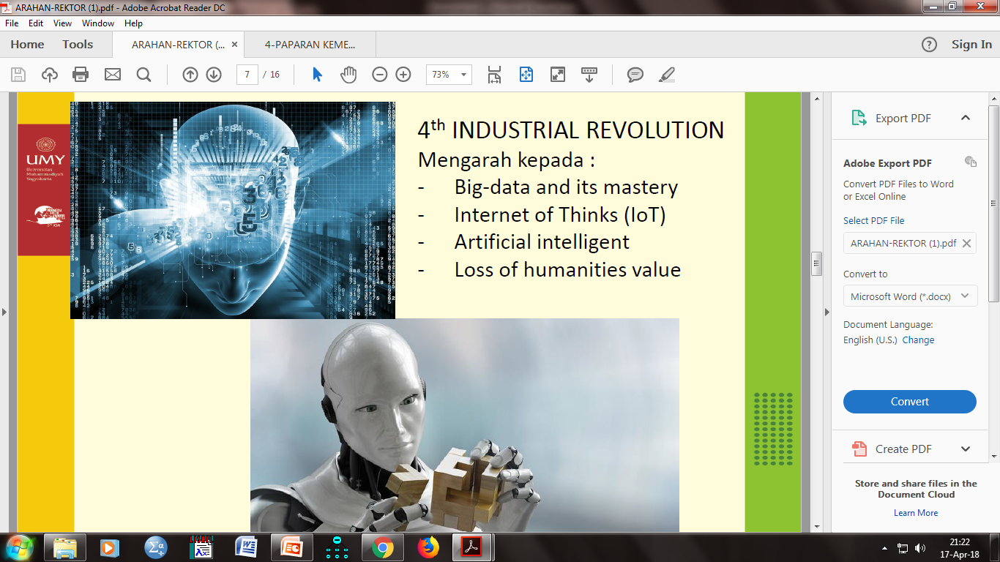 ARAHAN-REKTOR (1).pdf - Adobe Acrobat Reader DC
File Edit View Window Help
Home Tools ARAHAN-REKTOR (... × 4-PAPARAN KEME... ? Sign In
7 / 16 73%
UMY
Universitas
Muhammadiyah
Yogyakarta
4th INDUSTRIAL REVOLUTION
Mengarah kepada :
- Big-data and its mastery
- Internet of Thinks (IoT)
- Artificial intelligent
- Loss of humanities value
Export PDF
Adobe Export PDF
Convert PDF Files to Word
or Excel Online
Select PDF File
ARAHAN-REKTOR (1).pdf
Convert to
Microsoft Word (*.docx)
Document Language:
English (U.S.) Change
Convert
Create PDF
Store and share files in the
Document Cloud
Learn More
21:22
17-Apr-18